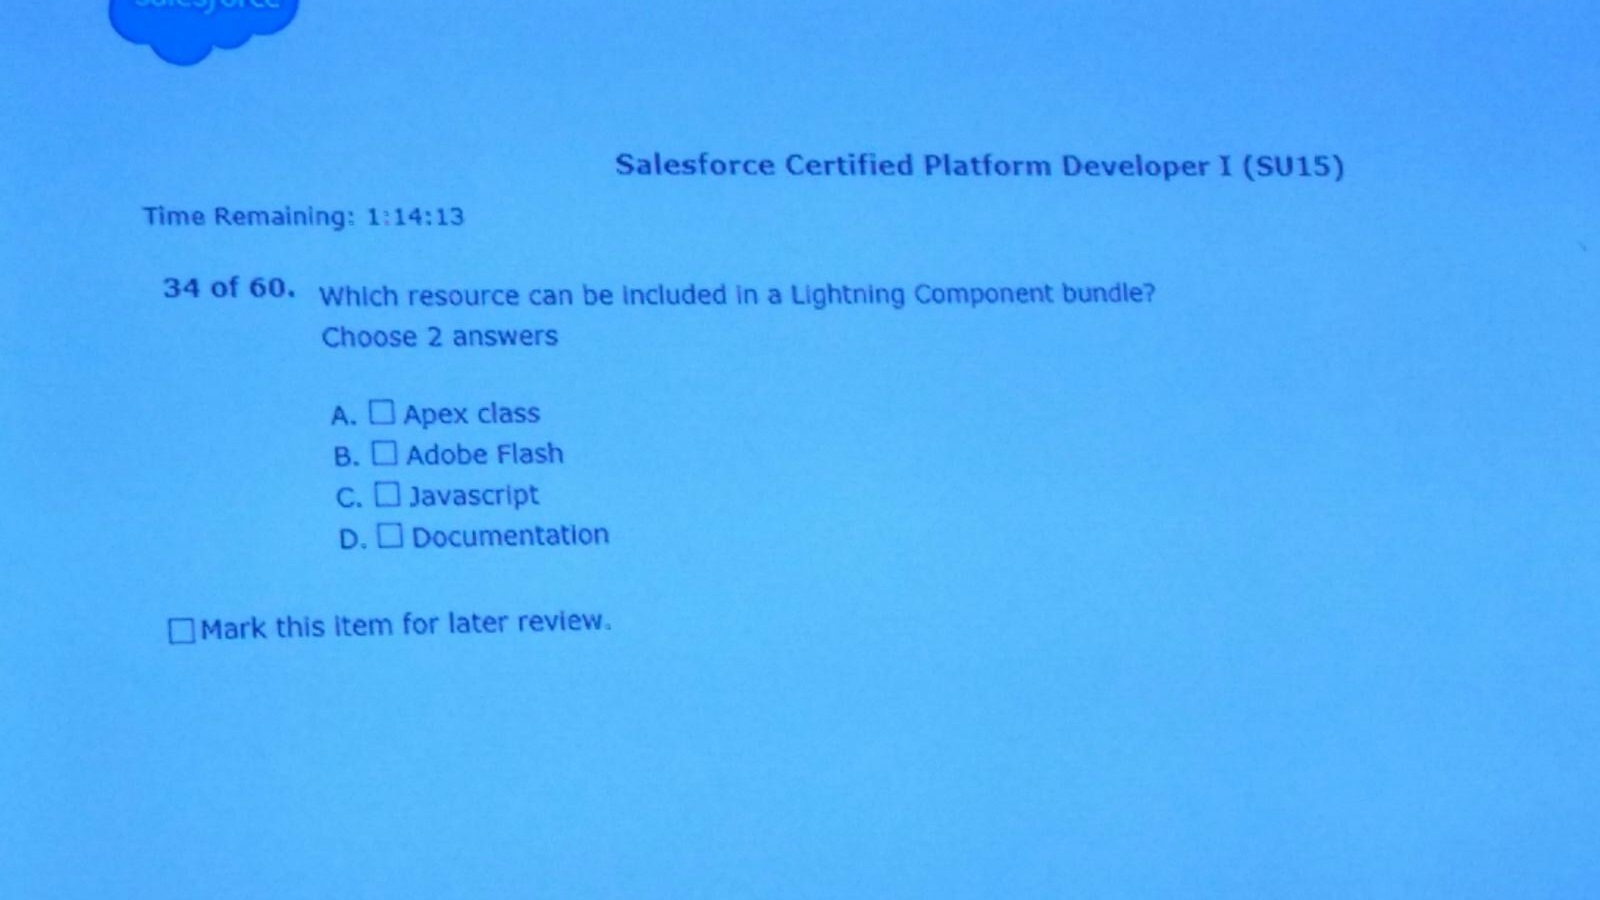 salesforce
Salesforce Certified Platform Developer I (SU15)
Time Remaining: 1:14:13
34 of 60. Which resource can be included in a Lightning Component bundle?
Choose 2 answers
A. Apex class
B. Adobe Flash
C. Javascript
D. Documentation
Mark this item for later review.